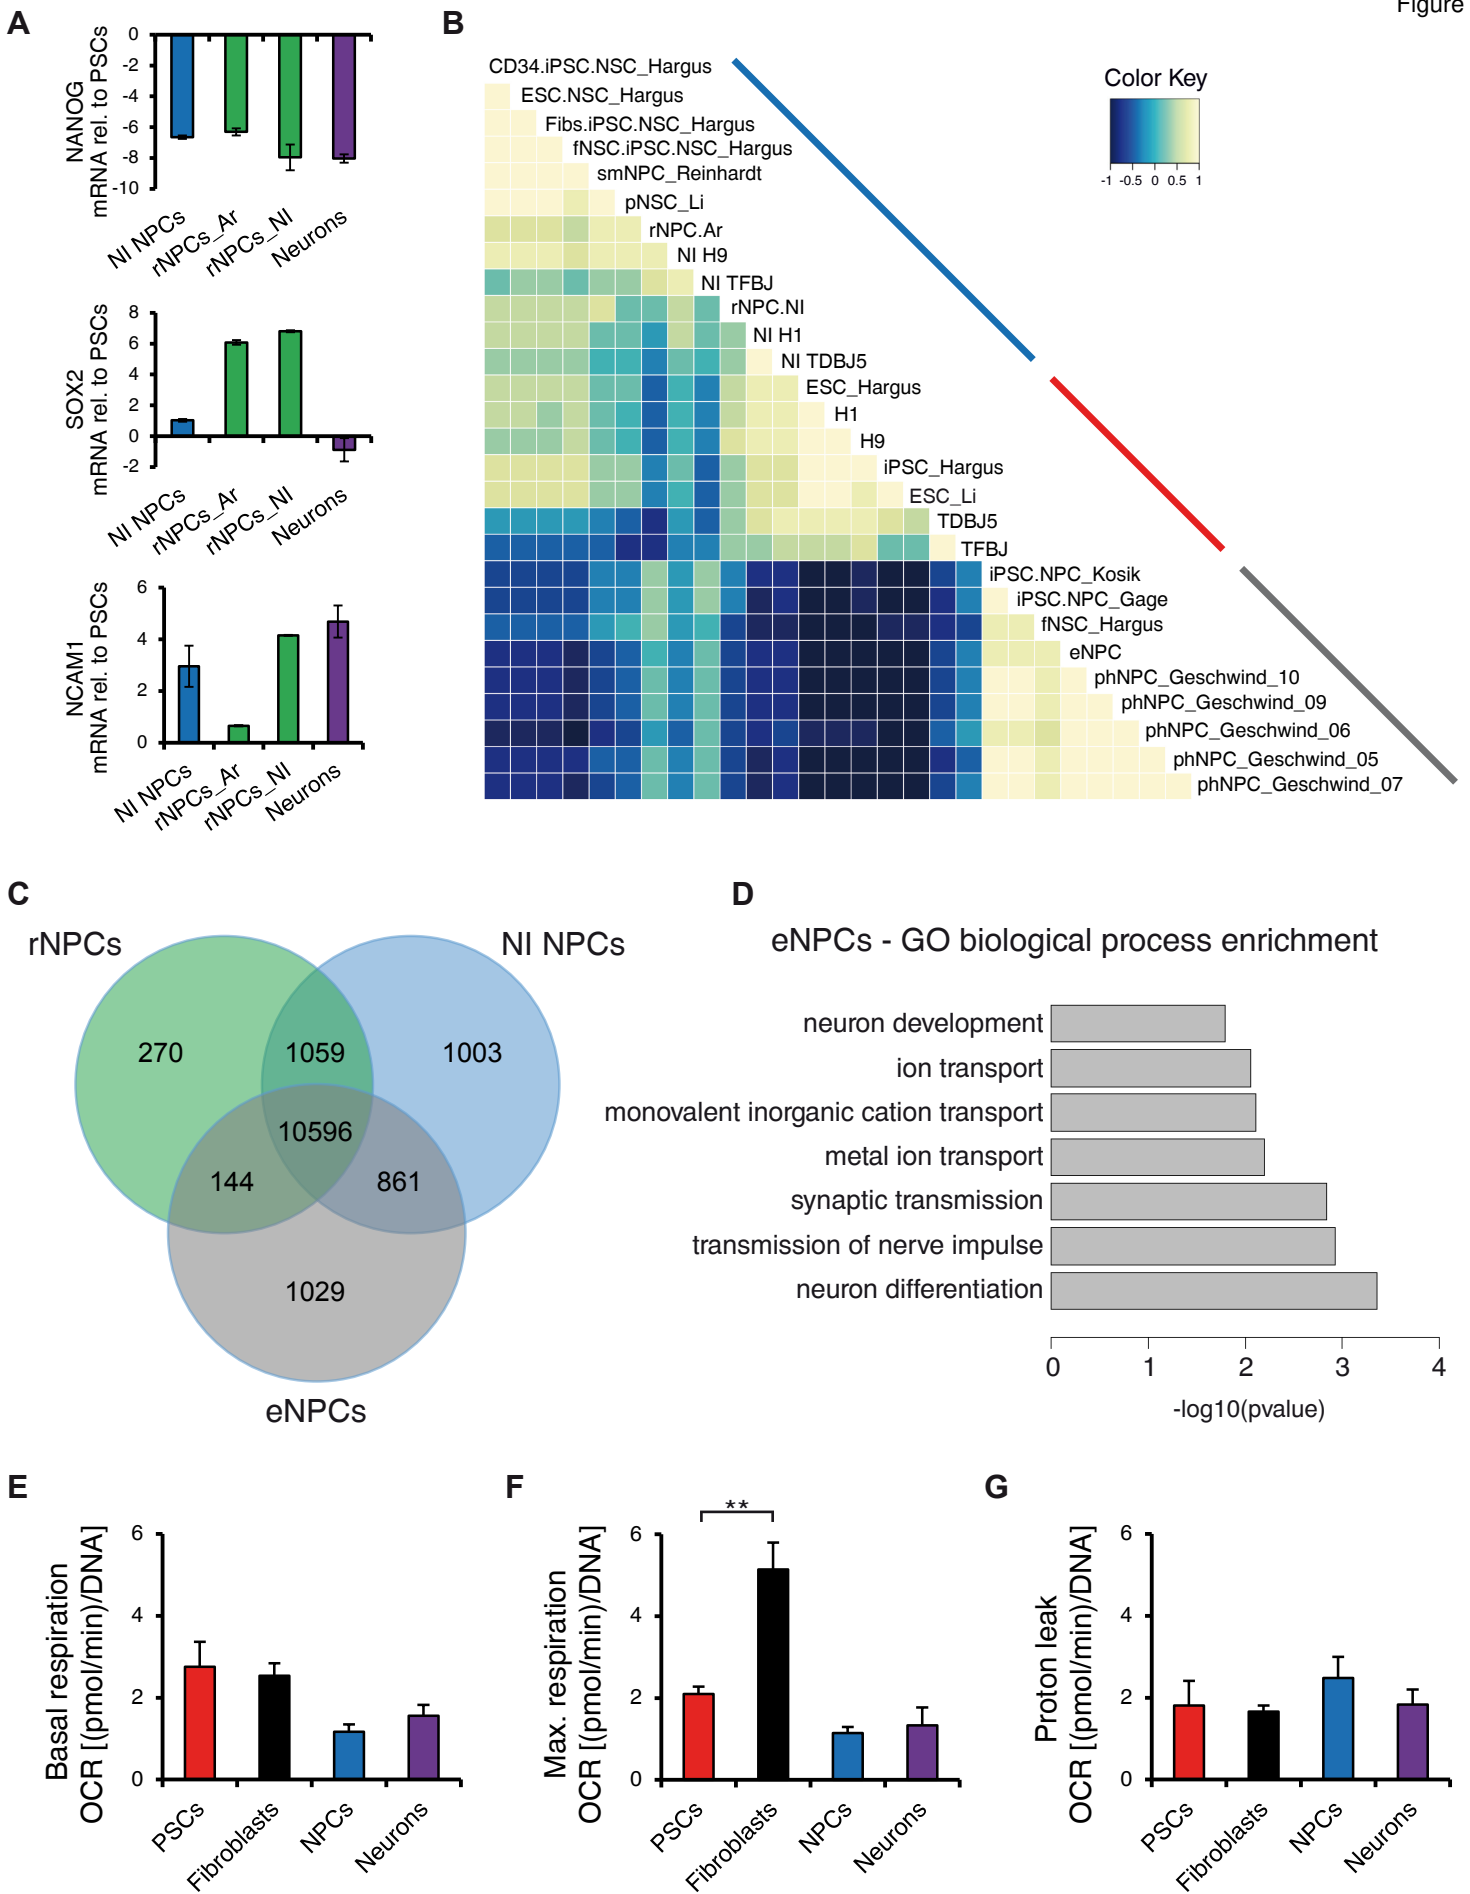 Figure
A
NANOG
mRNA rel. to PSCs
0
-2
-4
-6
-8
-10
NI NPCs
rNPCs_Ar
rNPCs_NI
Neurons
SOX2
mRNA rel. to PSCs
8
6
4
2
0
-2
NI NPCs
rNPCs_Ar
rNPCs_NI
Neurons
NCAM1
mRNA rel. to PSCs
6
4
2
0
NI NPCs
rNPCs_Ar
rNPCs_NI
Neurons
B
CD34.iPSC.NSC_Hargus
ESC.NSC_Hargus
Fibs.iPSC.NSC_Hargus
fNSC.iPSC.NSC_Hargus
smNPC_Reinhardt
pNSC_Li
rNPC.Ar
NI H9
NI TFBJ
rNPC.NI
NI H1
NI TDBJ5
ESC_Hargus
H1
H9
iPSC_Hargus
ESC_Li
TDBJ5
TFBJ
iPSC.NPC_Kosik
iPSC.NPC_Gage
fNSC_Hargus
eNPC
phNPC_Geschwind_10
phNPC_Geschwind_09
phNPC_Geschwind_06
phNPC_Geschwind_05
phNPC_Geschwind_07
Color Key
-1 -0.5 0 0.5 1
C
rNPCs
NI NPCs
270
1059
1003
10596
144
861
1029
eNPCs
D
eNPCs - GO biological process enrichment
neuron development
ion transport
monovalent inorganic cation transport
metal ion transport
synaptic transmission
transmission of nerve impulse
neuron differentiation
0 1 2 3 4
-log10(pvalue)
E
Basal respiration
OCR [(pmol/min)/DNA]
6
4
2
0
PSCs
Fibroblasts
NPCs
Neurons
F
Max. respiration
OCR [(pmol/min)/DNA]
**
6
4
2
0
PSCs
Fibroblasts
NPCs
Neurons
G
Proton leak
OCR [(pmol/min)/DNA]
6
4
2
0
PSCs
Fibroblasts
NPCs
Neurons